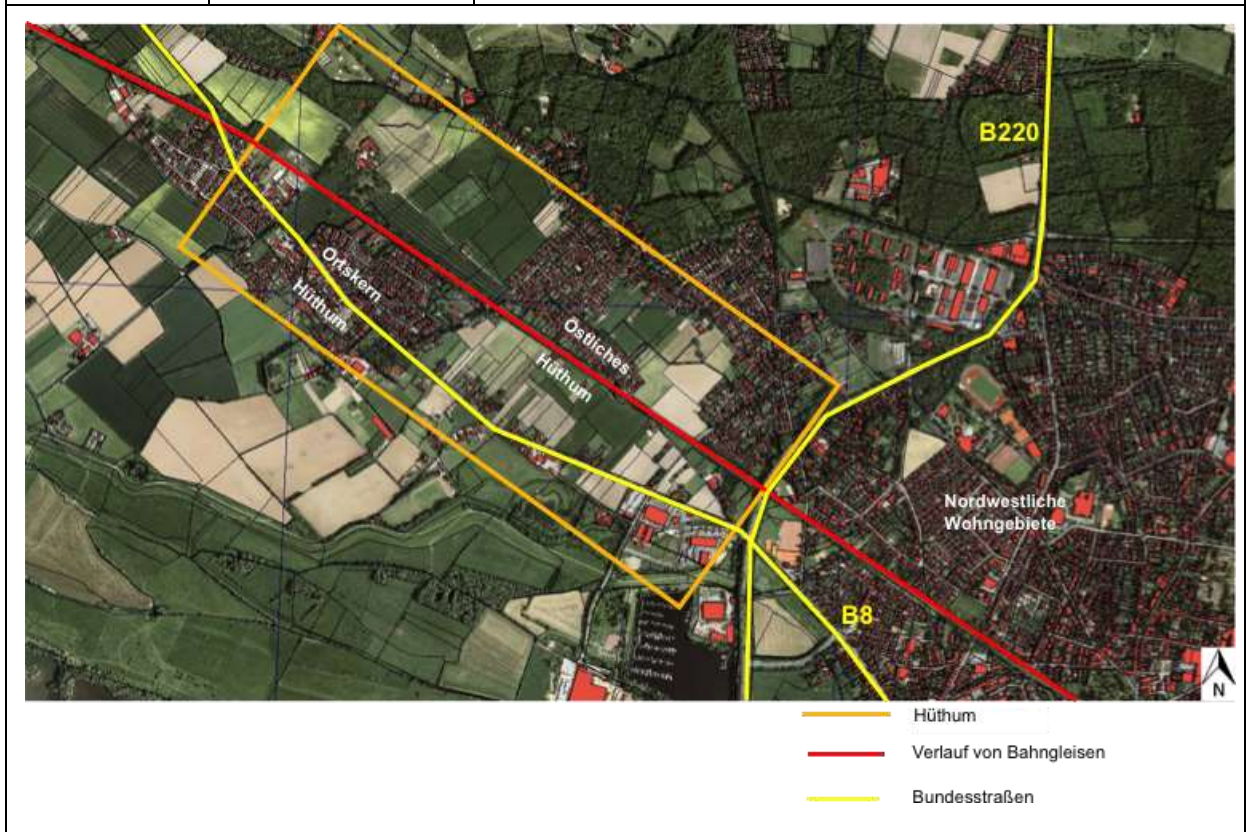 B220
Ortskern
Hüthum
Östliches
Hüthum
Nordwestliche
Wohngebiete
B8
N
Hüthum
Verlauf von Bahngleisen
Bundesstraßen